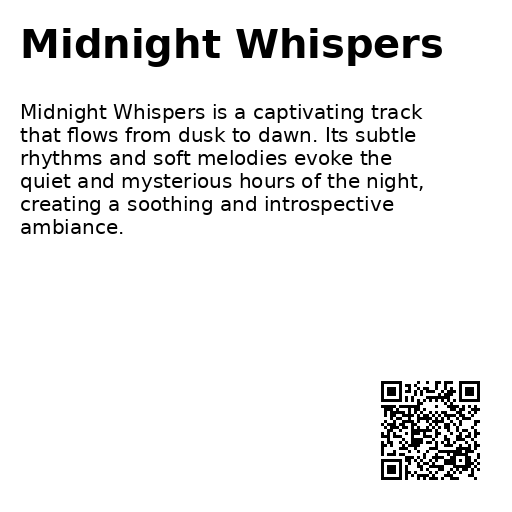 Midnight Whispers
Midnight Whispers is a captivating track
that flows from dusk to dawn. Its subtle
rhythms and soft melodies evoke the
quiet and mysterious hours of the night,
creating a soothing and introspective
ambiance.